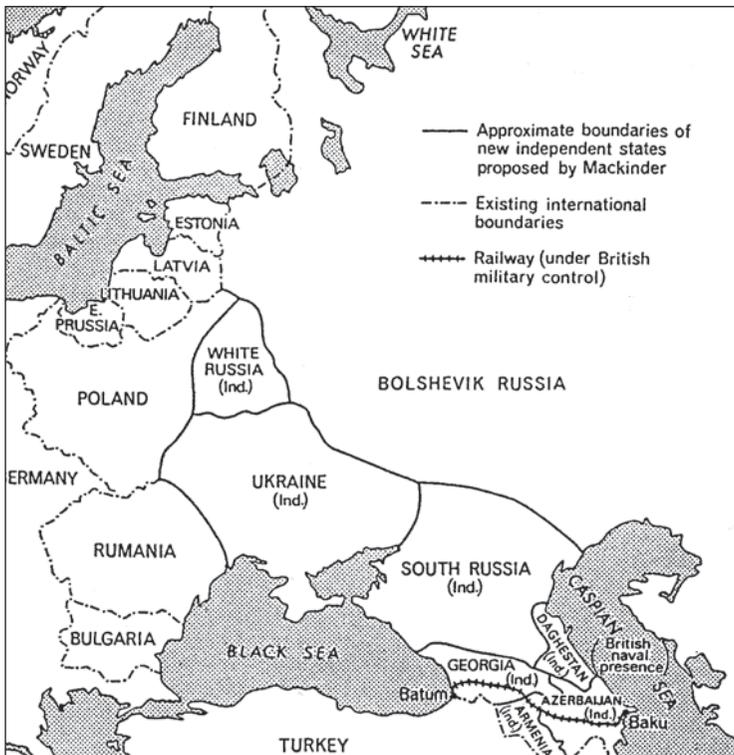 WHITE
SEA
NORWAY
FINLAND
SWEDEN
BALTIC SEA
Approximate boundaries of
new independent states
proposed by Mackinder
Existing international
boundaries
Railway (under British
military control)
ESTONIA
LATVIA
LITHUANIA
E.
PRUSSIA
WHITE
RUSSIA
(Ind.)
POLAND
BOLSHEVIK RUSSIA
ERMANY
UKRAINE
(Ind.)
RUMANIA
SOUTH RUSSIA
(Ind.)
CASPIAN
SEA
DAGHESTAN
(Ind.)
British
naval
presence
BULGARIA
BLACK SEA
GEORGIA
(Ind.)
Batum
AZERBAIJAN
(Ind.)
Baku
ARMENIA
(Ind.)
TURKEY